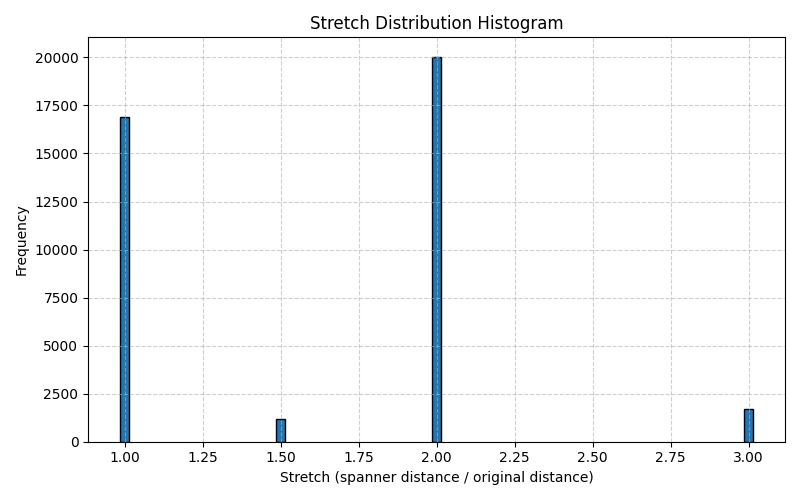 Stretch Distribution Histogram
20000
17500
15000
12500
10000
7500
5000
2500
0
Frequency
1.00 1.25 1.50 1.75 2.00 2.25 2.50 2.75 3.00
Stretch (spanner distance / original distance)